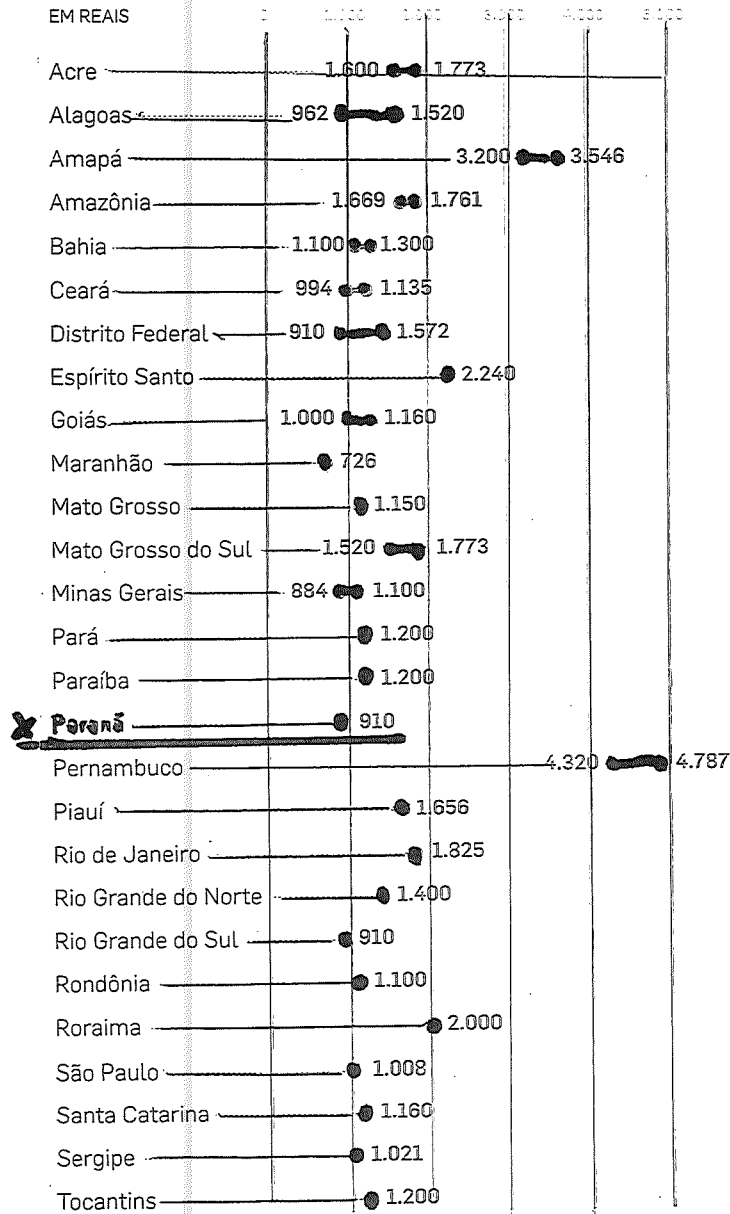 EM REAIS
Acre 1.600 1.773
Alagoas 962 1.520
Amapá 3.200 3.546
Amazônia 1.669 1.761
Bahia 1.100 1.300
Ceará 994 1.135
Distrito Federal 910 1.572
Espírito Santo 2.240
Goiás 1.000 1.160
Maranhão 726
Mato Grosso 1.150
Mato Grosso do Sul 1.520 1.773
Minas Gerais 884 1.100
Pará 1.200
Paraíba 1.200
X Paraná 910
Pernambuco 4.320 4.787
Piauí 1.656
Rio de Janeiro 1.825
Rio Grande do Norte 1.400
Rio Grande do Sul 910
Rondônia 1.100
Roraima 2.000
São Paulo 1.008
Santa Catarina 1.160
Sergipe 1.021
Tocantins 1.200